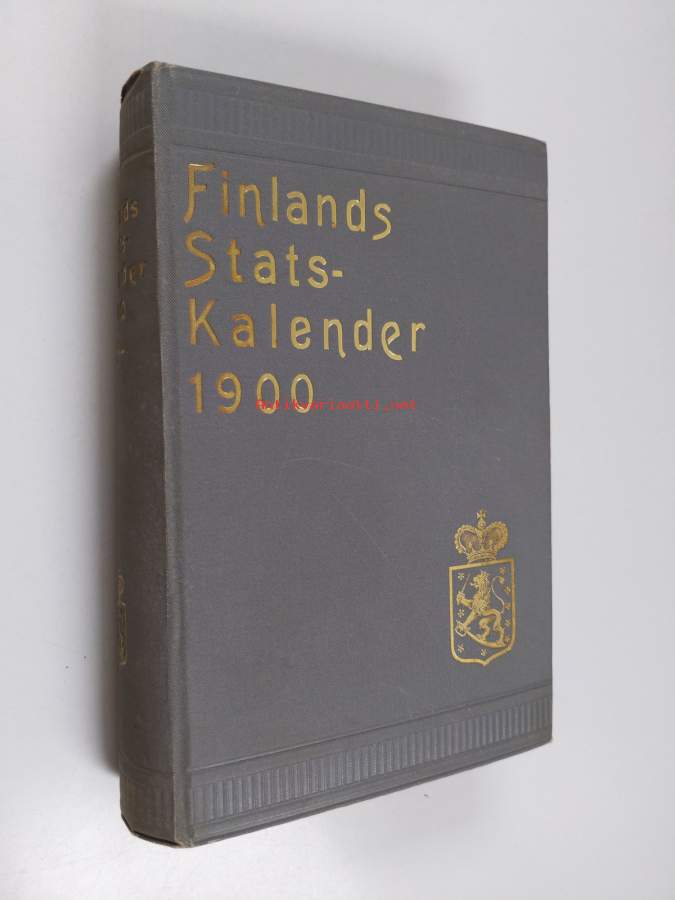 Finlands
Stats-
Kalender
1900
Antikvariaatti.net